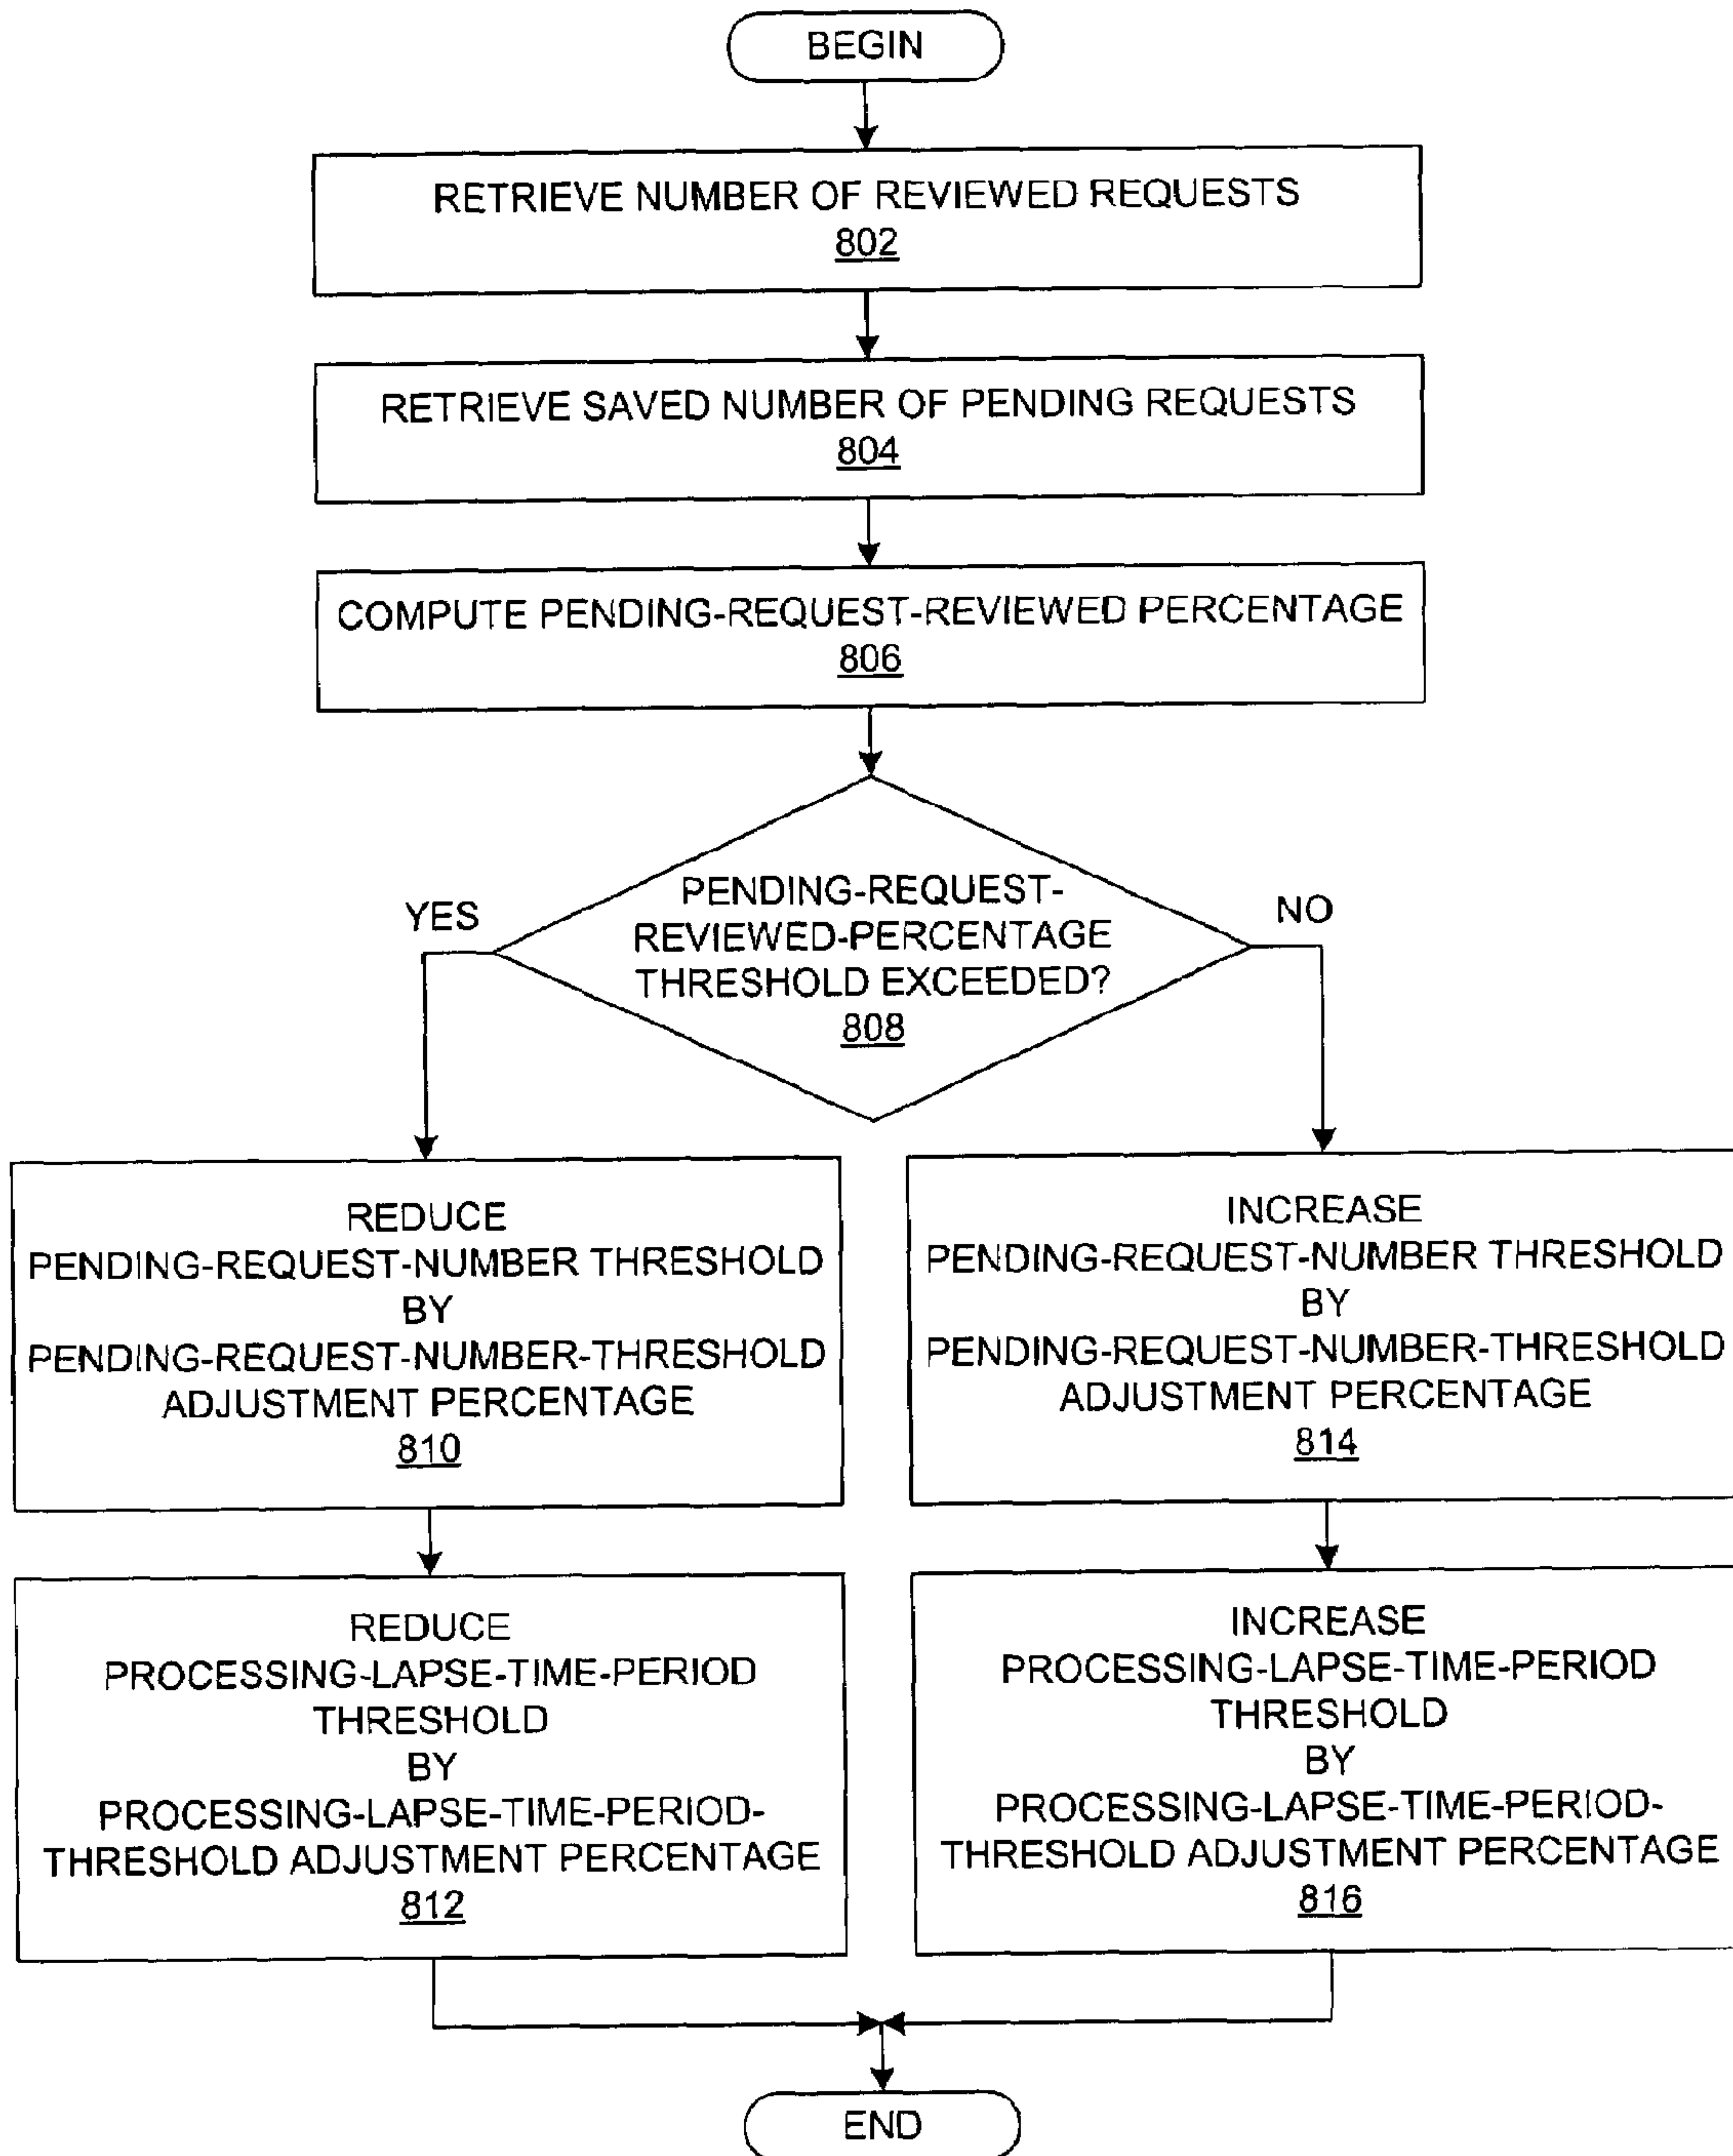 BEGIN
RETRIEVE NUMBER OF REVIEWED REQUESTS
802
RETRIEVE SAVED NUMBER OF PENDING REQUESTS
804
COMPUTE PENDING-REQUEST-REVIEWED PERCENTAGE
806
PENDING-REQUEST-
REVIEWED-PERCENTAGE
THRESHOLD EXCEEDED?
808
YES
NO
REDUCE
PENDING-REQUEST-NUMBER THRESHOLD
BY
PENDING-REQUEST-NUMBER-THRESHOLD
ADJUSTMENT PERCENTAGE
810
REDUCE
PROCESSING-LAPSE-TIME-PERIOD
THRESHOLD
BY
PROCESSING-LAPSE-TIME-PERIOD-
THRESHOLD ADJUSTMENT PERCENTAGE
812
INCREASE
PENDING-REQUEST-NUMBER THRESHOLD
BY
PENDING-REQUEST-NUMBER-THRESHOLD
ADJUSTMENT PERCENTAGE
814
INCREASE
PROCESSING-LAPSE-TIME-PERIOD
THRESHOLD
BY
PROCESSING-LAPSE-TIME-PERIOD-
THRESHOLD ADJUSTMENT PERCENTAGE
816
END